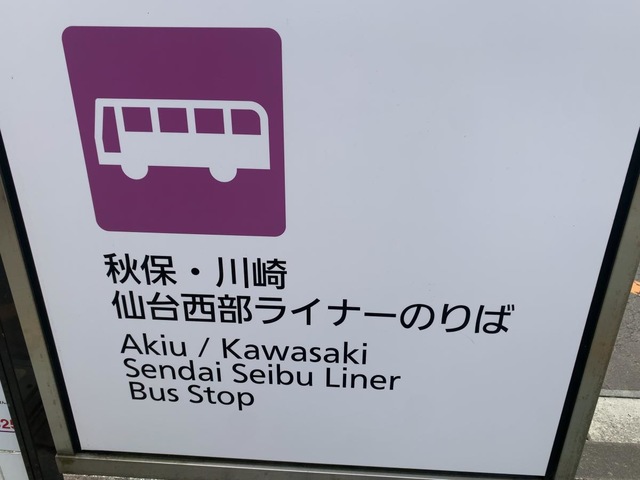 秋保・川崎
仙台西部ライナーのりば
Akiu / Kawasaki
Sendai Seibu Liner
Bus Stop